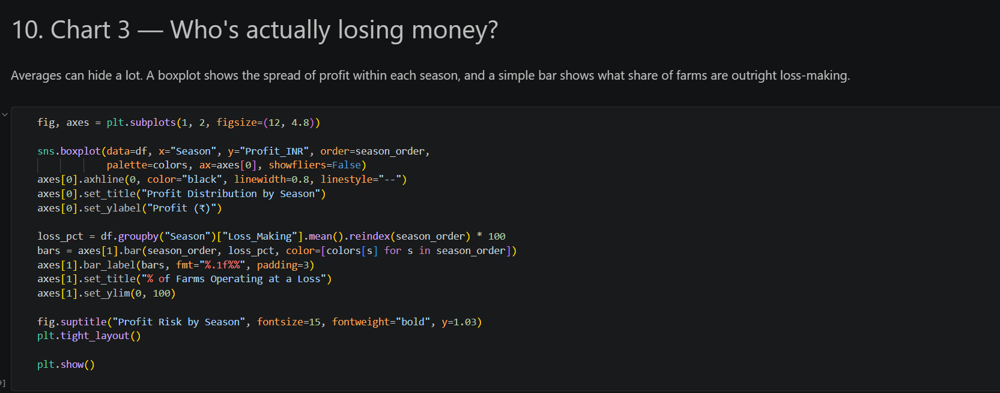 10. Chart 3 — Who's actually losing money?
Averages can hide a lot. A boxplot shows the spread of profit within each season, and a simple bar shows what share of farms are outright loss-making.
fig, axes = plt.subplots(1, 2, figsize=(12, 4.8))
sns.boxplot(data=df, x="Season", y="Profit_INR", order=season_order,
            palette=colors, ax=axes[0], showfliers=False)
axes[0].axhline(0, color="black", linewidth=0.8, linestyle="--")
axes[0].set_title("Profit Distribution by Season")
axes[0].set_ylabel("Profit (₹)")
loss_pct = df.groupby("Season")["Loss_Making"].mean().reindex(season_order) * 100
bars = axes[1].bar(season_order, loss_pct, color=[colors[s] for s in season_order])
axes[1].bar_label(bars, fmt="%.1f%%", padding=3)
axes[1].set_title("% of Farms Operating at a Loss")
axes[1].set_ylim(0, 100)
fig.suptitle("Profit Risk by Season", fontsize=15, fontweight="bold", y=1.03)
plt.tight_layout()
plt.show()